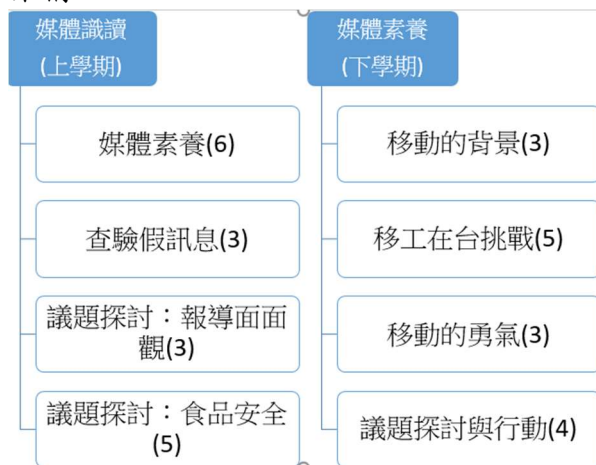 媒體識讀
(上學期)
媒體素養(6)
查驗假訊息(3)
議題探討：報導面面
觀(3)
議題探討：食品安全
(5)
媒體素養
(下學期)
移動的背景(3)
移工在台挑戰(5)
移動的勇氣(3)
議題探討與行動(4)